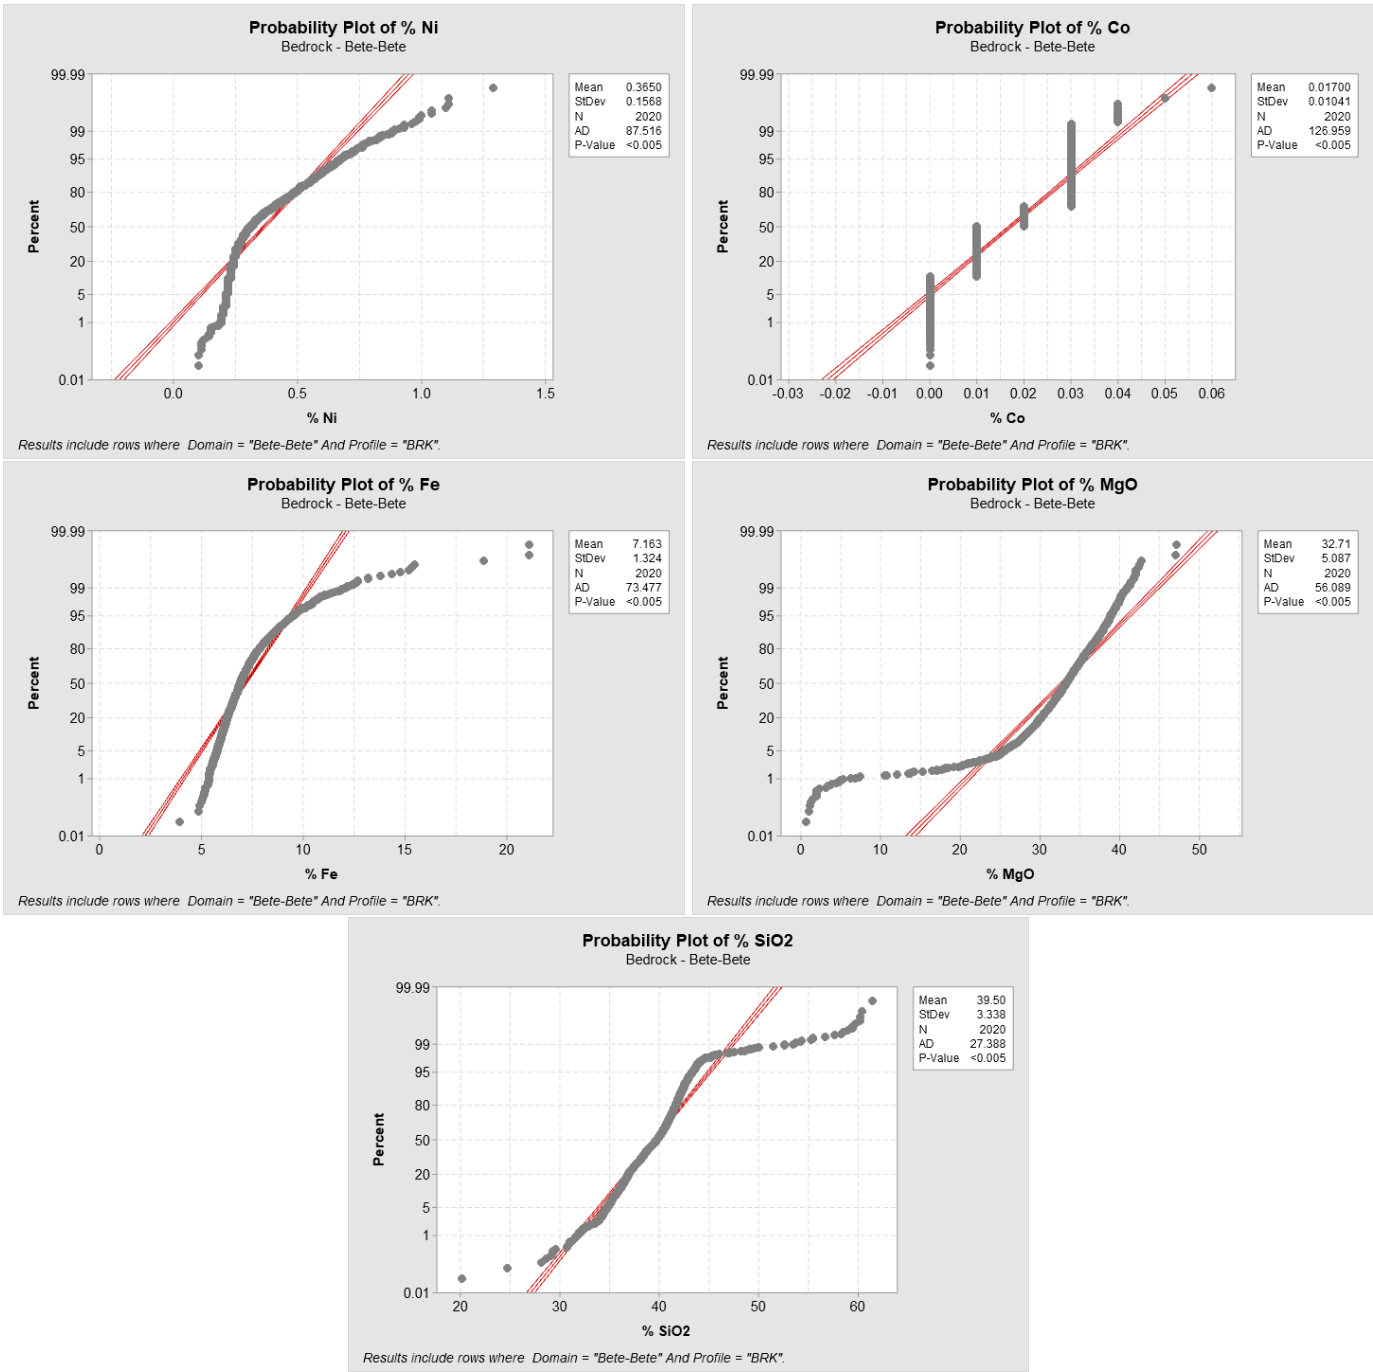 Probability Plot of % Ni
Bedrock - Bete-Bete
99.99
99
95
80
50
20
5
1
0.01
Percent
0.0 0.5 1.0 1.5
% Ni
Mean 0.3650
StDev 0.1568
N 2020
AD 87.516
P-Value <0.005
Results include rows where Domain = "Bete-Bete" And Profile = "BRK".
Probability Plot of % Co
Bedrock - Bete-Bete
99.99
99
95
80
50
20
5
1
0.01
Percent
-0.03 -0.02 -0.01 0.00 0.01 0.02 0.03 0.04 0.05 0.06
% Co
Mean 0.01700
StDev 0.01041
N 2020
AD 126.959
P-Value <0.005
Results include rows where Domain = "Bete-Bete" And Profile = "BRK".
Probability Plot of % Fe
Bedrock - Bete-Bete
99.99
99
95
80
50
20
5
1
0.01
Percent
0 5 10 15 20
% Fe
Mean 7.163
StDev 1.324
N 2020
AD 73.477
P-Value <0.005
Results include rows where Domain = "Bete-Bete" And Profile = "BRK".
Probability Plot of % MgO
Bedrock - Bete-Bete
99.99
99
95
80
50
20
5
1
0.01
Percent
0 10 20 30 40 50
% MgO
Mean 32.71
StDev 5.087
N 2020
AD 56.089
P-Value <0.005
Results include rows where Domain = "Bete-Bete" And Profile = "BRK".
Probability Plot of % SiO2
Bedrock - Bete-Bete
99.99
99
95
80
50
20
5
1
0.01
Percent
20 30 40 50 60
% SiO2
Mean 39.50
StDev 3.338
N 2020
AD 27.388
P-Value <0.005
Results include rows where Domain = "Bete-Bete" And Profile = "BRK".